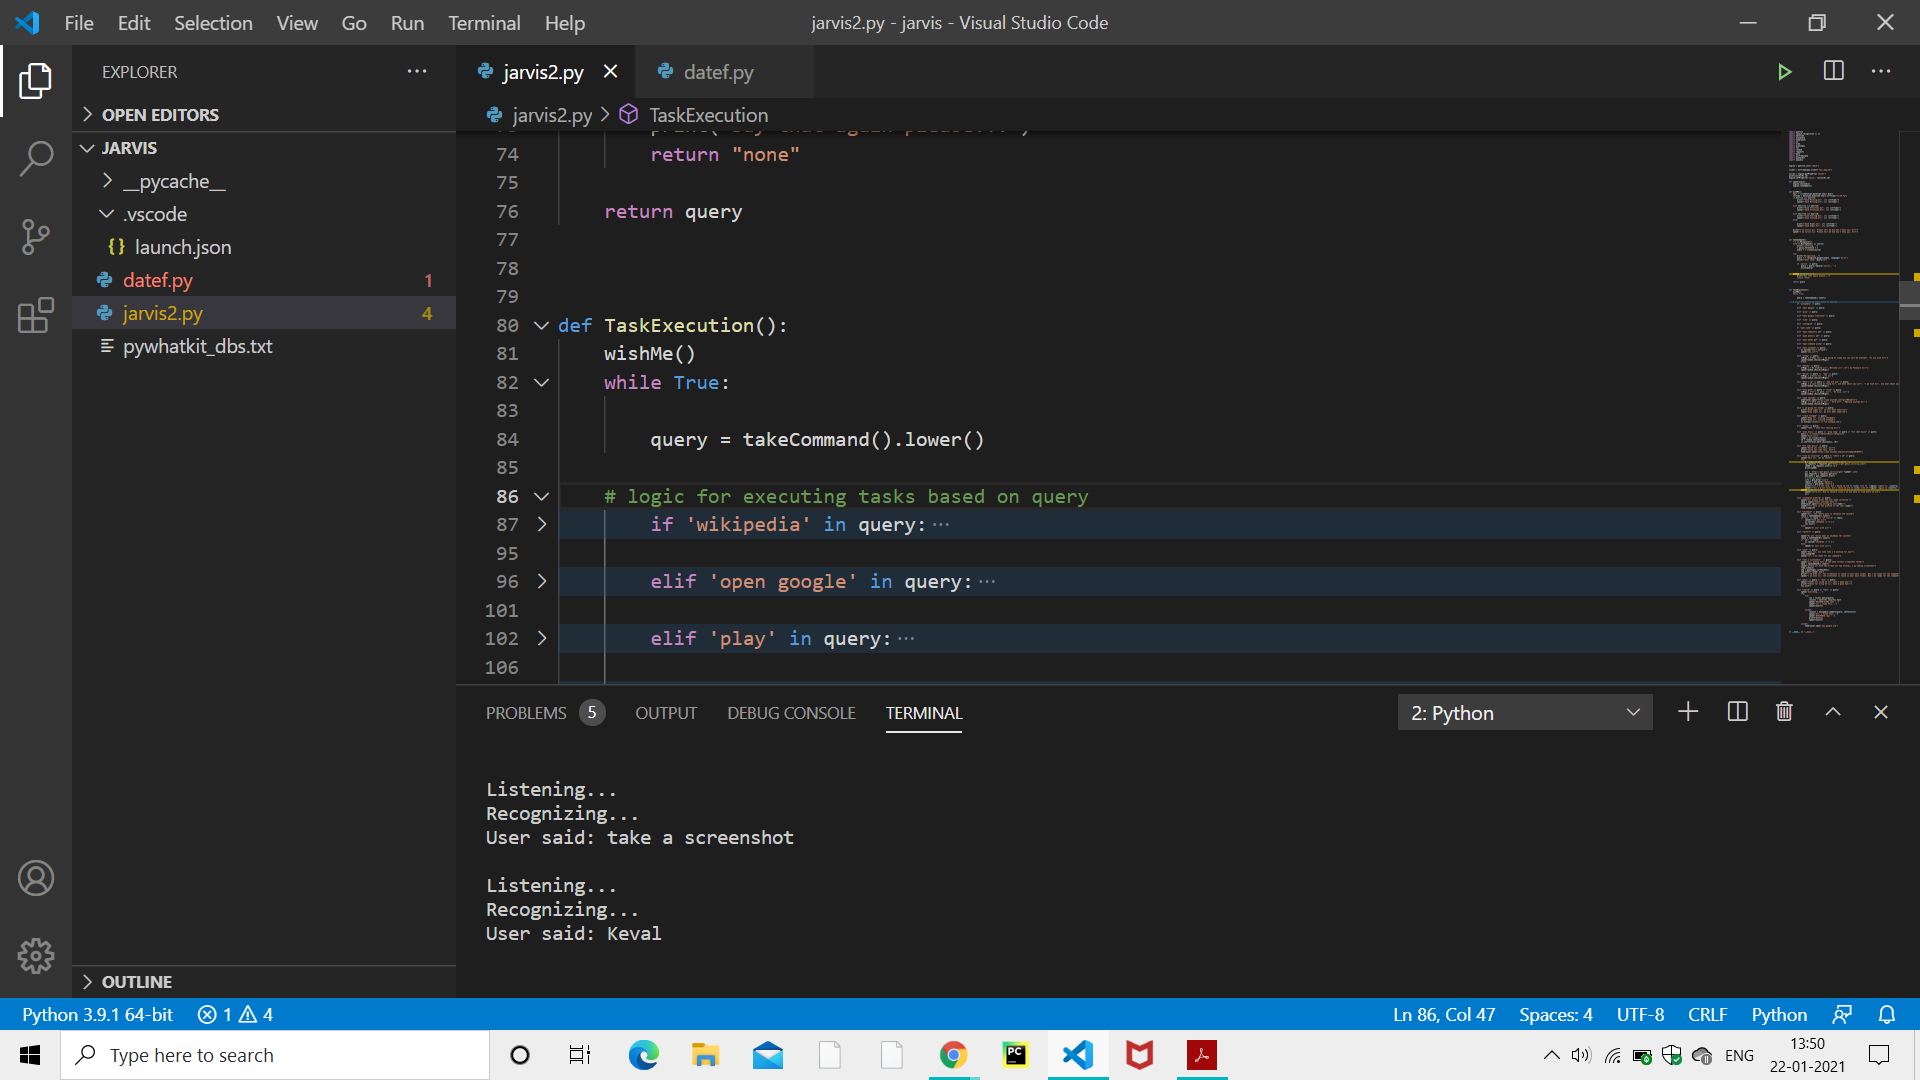 File Edit Selection View Go Run Terminal Help
jarvis2.py - jarvis - Visual Studio Code
EXPLORER
OPEN EDITORS
JARVIS
__pycache__
.vscode
{} launch.json
datef.py 1
jarvis2.py 4
pywhatkit_dbs.txt
OUTLINE
jarvis2.py datef.py
jarvis2.py TaskExecution
74 return "none"
75
76 return query
77
78
79
80 def TaskExecution():
81 wishMe()
82 while True:
83
84 query = takeCommand().lower()
85
86 # logic for executing tasks based on query
87 if 'wikipedia' in query:···
95
96 elif 'open google' in query:···
101
102 elif 'play' in query:···
106
PROBLEMS 5 OUTPUT DEBUG CONSOLE TERMINAL
2: Python
Listening...
Recognizing...
User said: take a screenshot
Listening...
Recognizing...
User said: Keval
Python 3.9.1 64-bit 1 4
Ln 86, Col 47 Spaces: 4 UTF-8 CRLF Python
Type here to search
PC
ENG
13:50
22-01-2021